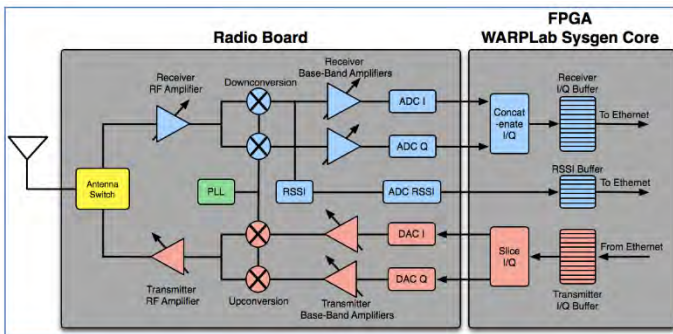 FPGA
Radio Board
WARPLab Sysgen Core
Receiver
RF Amplifier
Downconversion
Receiver
Base-Band Amplifiers
Receiver
I/Q Buffer
ADC I
Concat
-enate
I/Q
To Ethernet
ADC Q
RSSI Buffer
Antenna
Switch
PLL
RSSI
ADC RSSI
To Ethernet
DAC I
Slice
I/Q
From Ethernet
DAC Q
Transmitter
RF Amplifier
Upconversion
Transmitter
Base-Band Amplifiers
Transmitter
I/Q Buffer